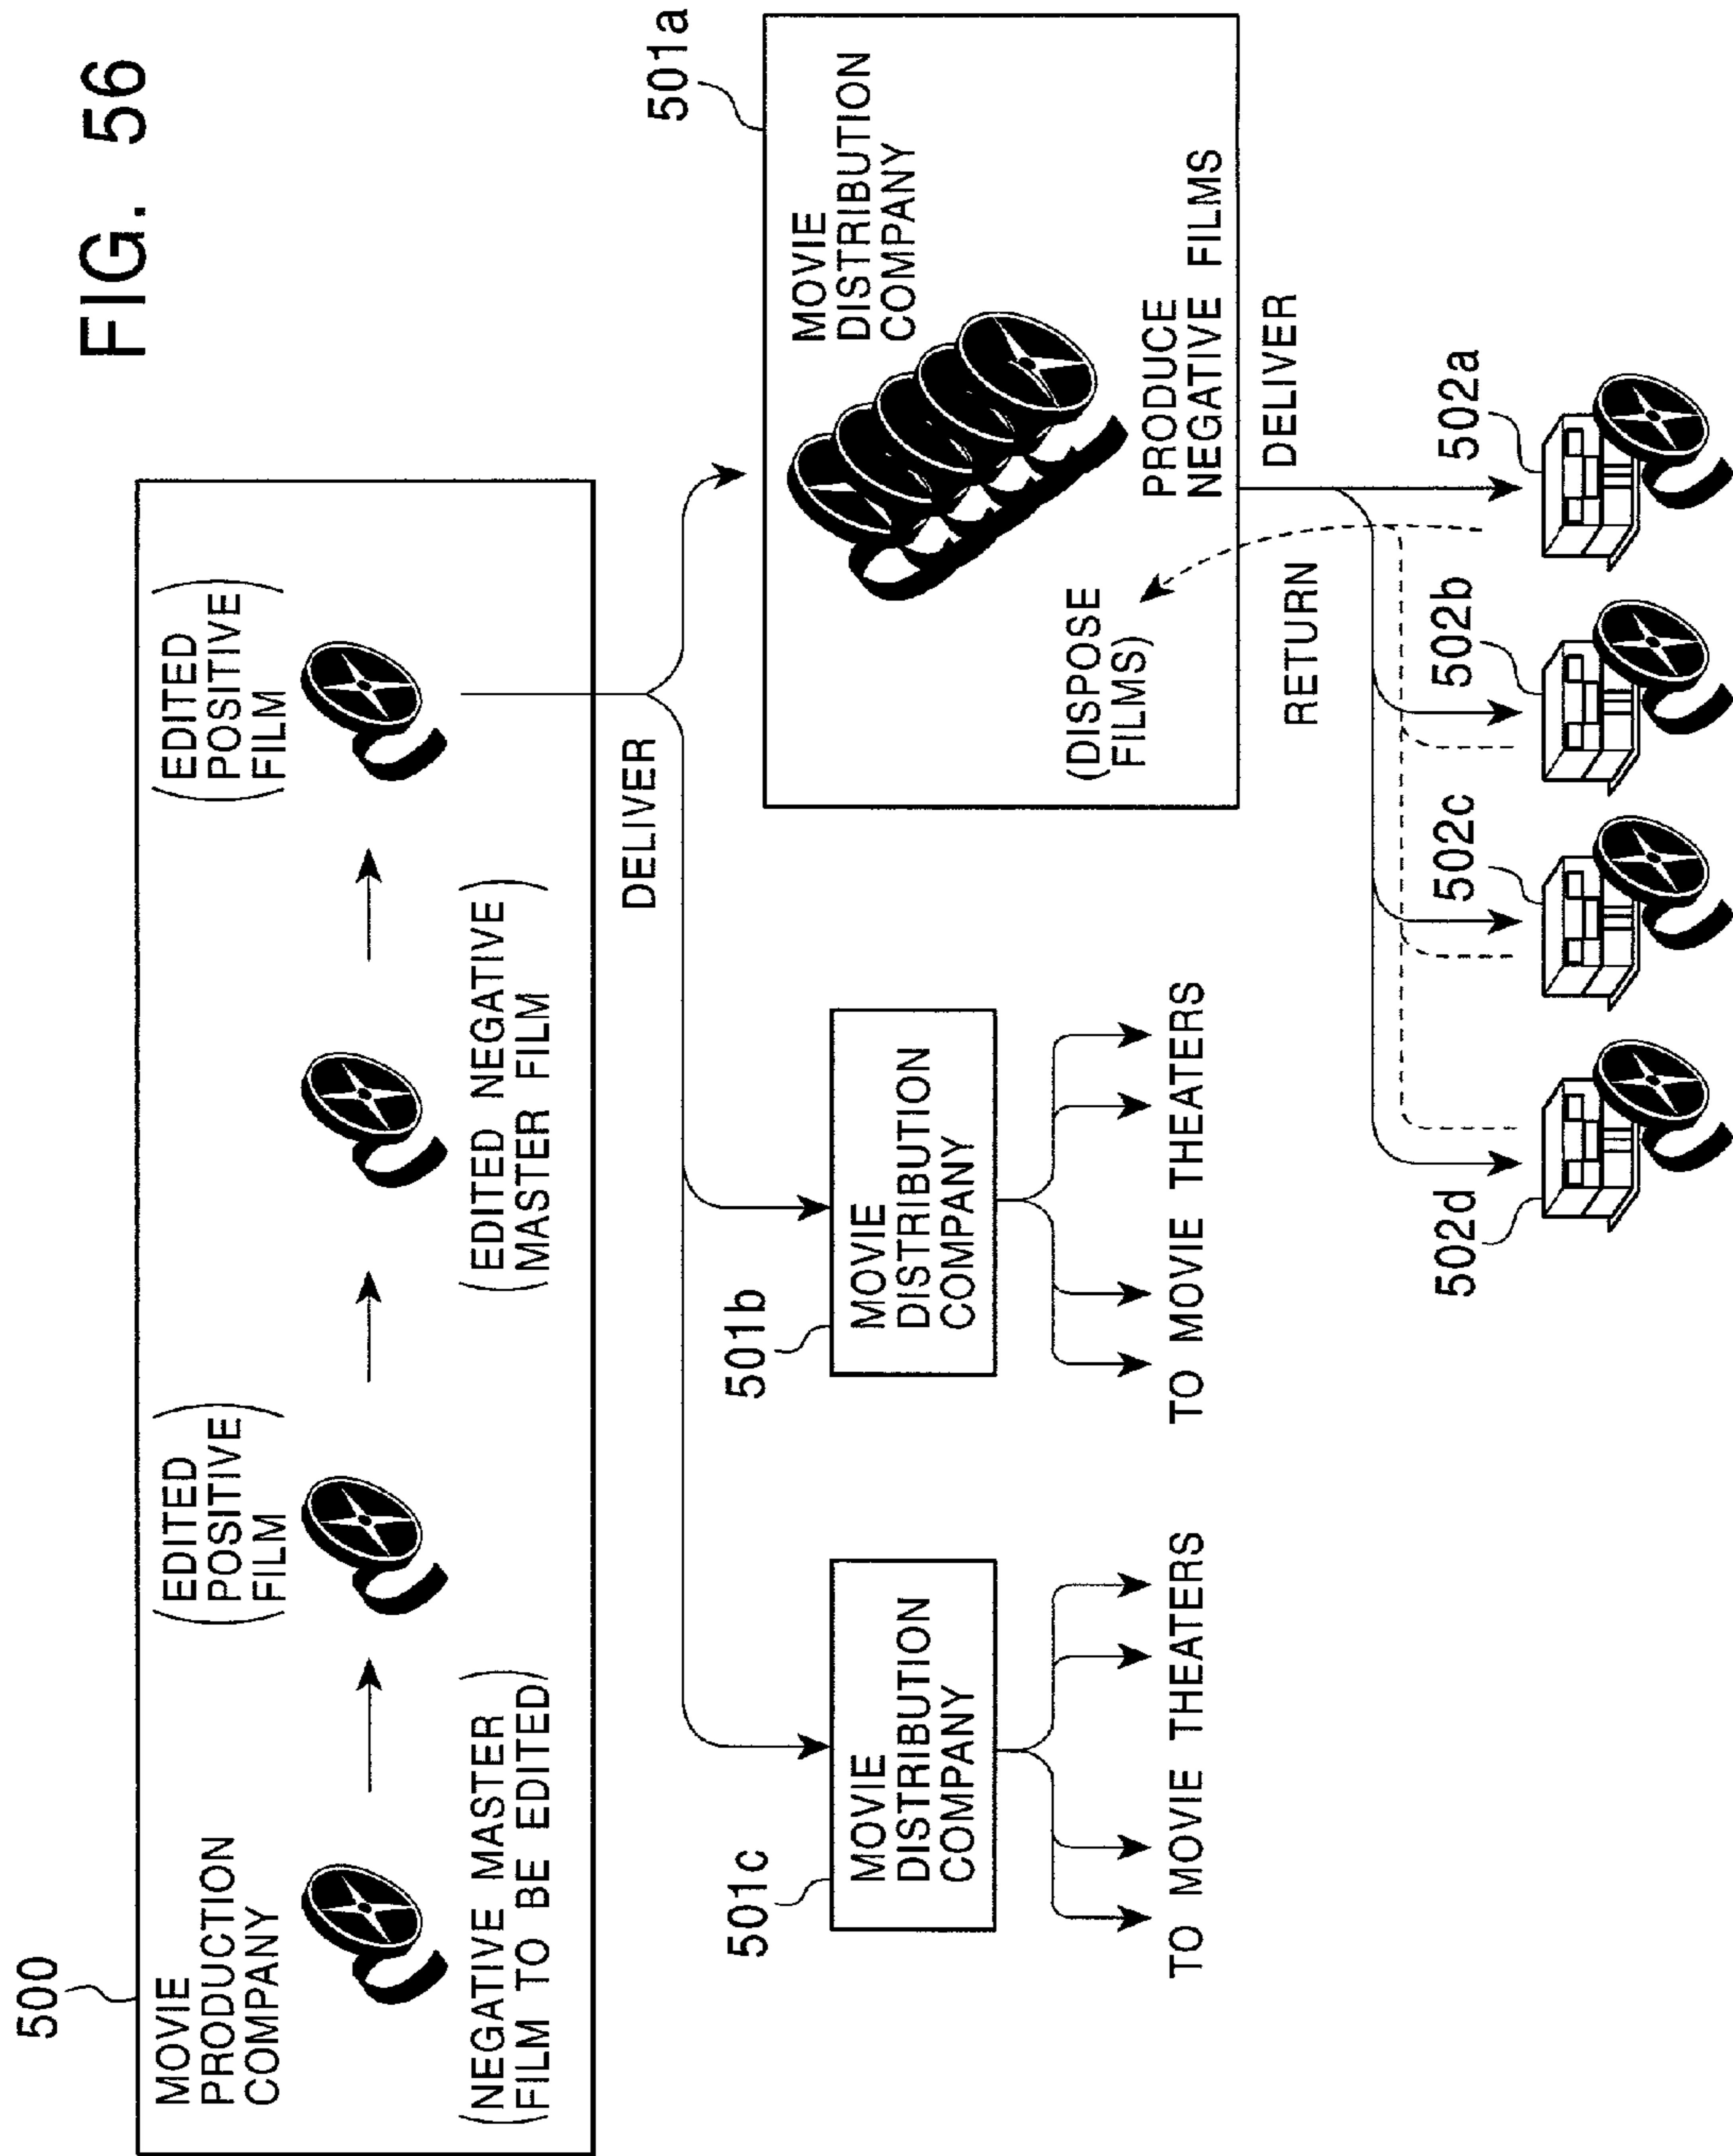 FIG. 56
500
MOVIE
PRODUCTION
COMPANY
(NEGATIVE MASTER
FILM TO BE EDITED)
(EDITED
POSITIVE
FILM)
(EDITED NEGATIVE
MASTER FILM)
(EDITED
POSITIVE
FILM)
DELIVER
501c
MOVIE
DISTRIBUTION
COMPANY
TO MOVIE THEATERS
501b
MOVIE
DISTRIBUTION
COMPANY
TO MOVIE THEATERS
501a
MOVIE
DISTRIBUTION
COMPANY
PRODUCE
NEGATIVE FILMS
(DISPOSE
FILMS)
DELIVER
RETURN
502d
502c
502b
502a